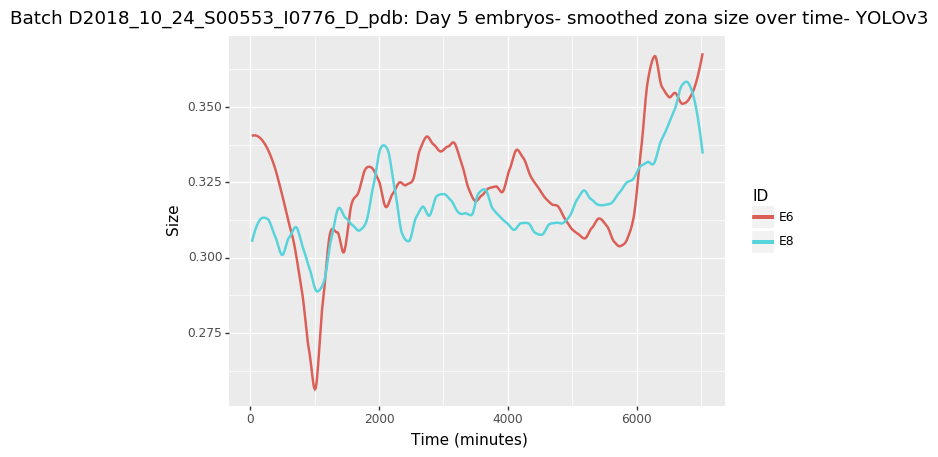 Batch D2018_10_24_S00553_I0776_D_pdb: Day 5 embryos- smoothed zona size over time- YOLOv3
0.350
0.325
0.300
0.275
Size
0
2000
4000
6000
Time (minutes)
ID
E6
E8